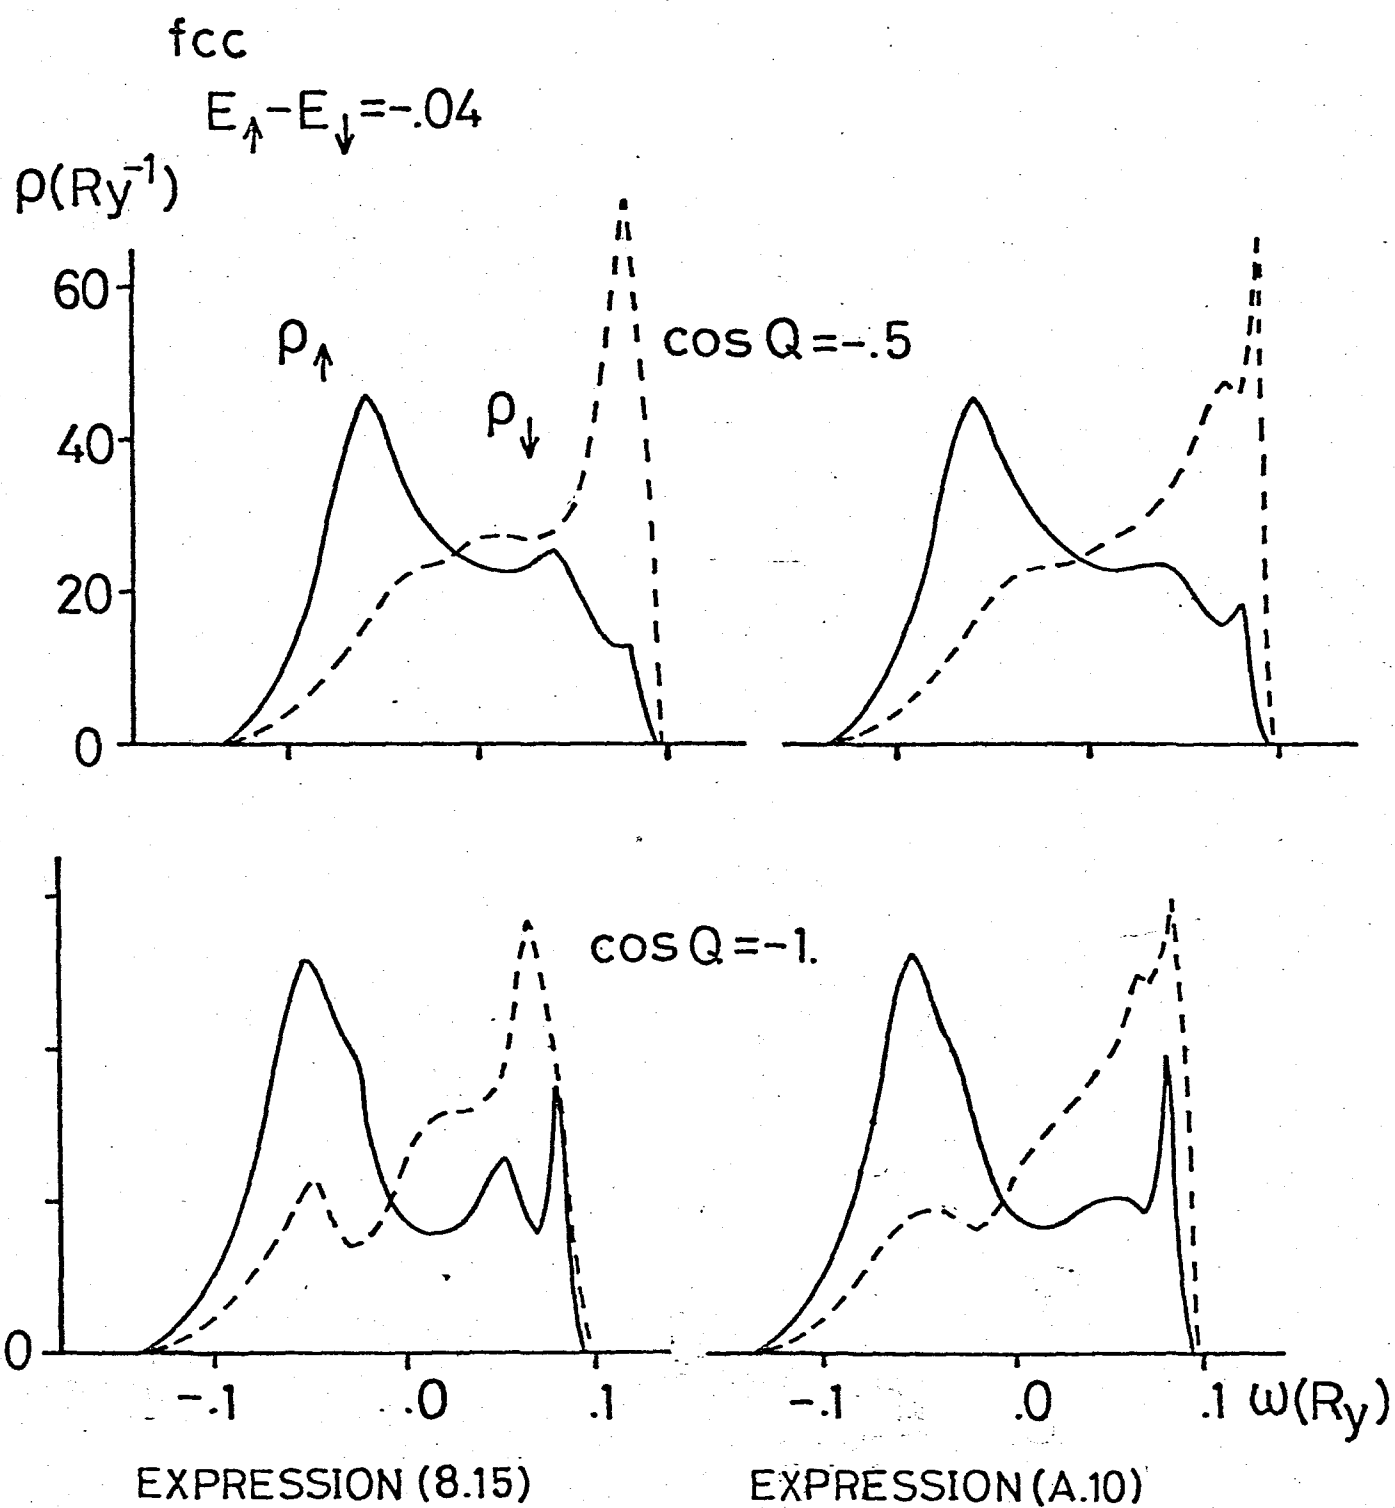 fcc
E↑-E↓=-.04
ρ(Ry⁻¹)
60
40
20
0
ρ↑
ρ↓
cos Q=-.5
cos Q=-1.
0
-.1 .0 .1
-.1 .0 .1 ω(Ry)
EXPRESSION (8.15)
EXPRESSION (A.10)